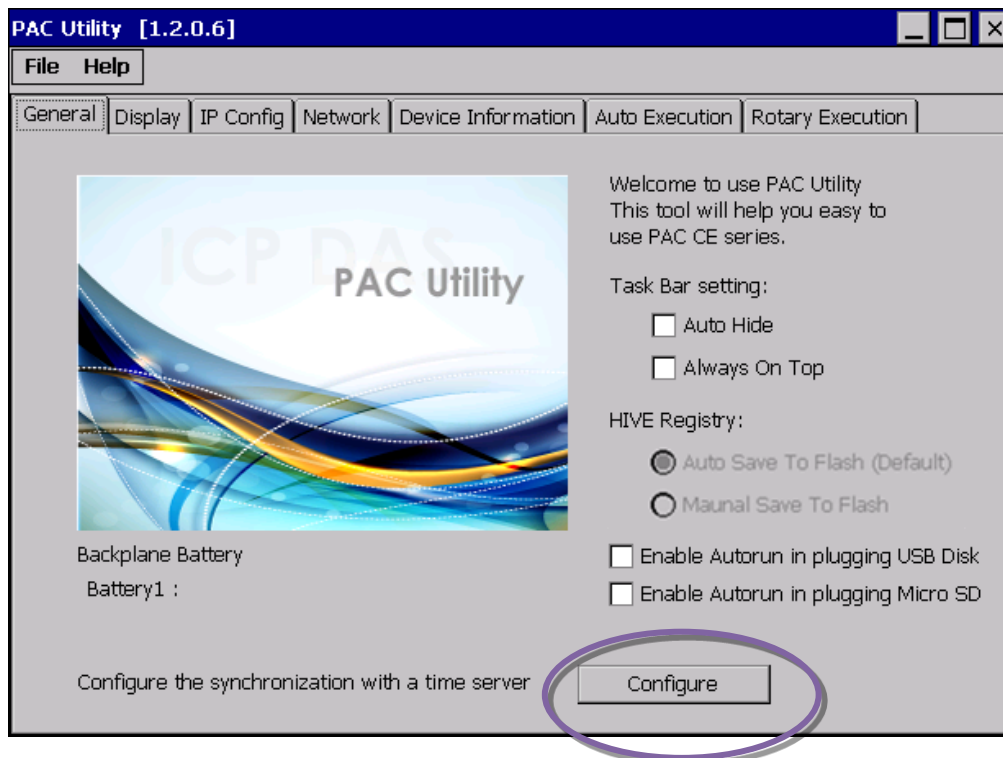 PAC Utility [1.2.0.6]
File Help
General Display IP Config Network Device Information Auto Execution Rotary Execution
ICP DAS
PAC Utility
Welcome to use PAC Utility
This tool will help you easy to
use PAC CE series.
Task Bar setting:
Auto Hide
Always On Top
HIVE Registry:
Auto Save To Flash (Default)
Maunal Save To Flash
Backplane Battery
Battery1 :
Enable Autorun in plugging USB Disk
Enable Autorun in plugging Micro SD
Configure the synchronization with a time server Configure